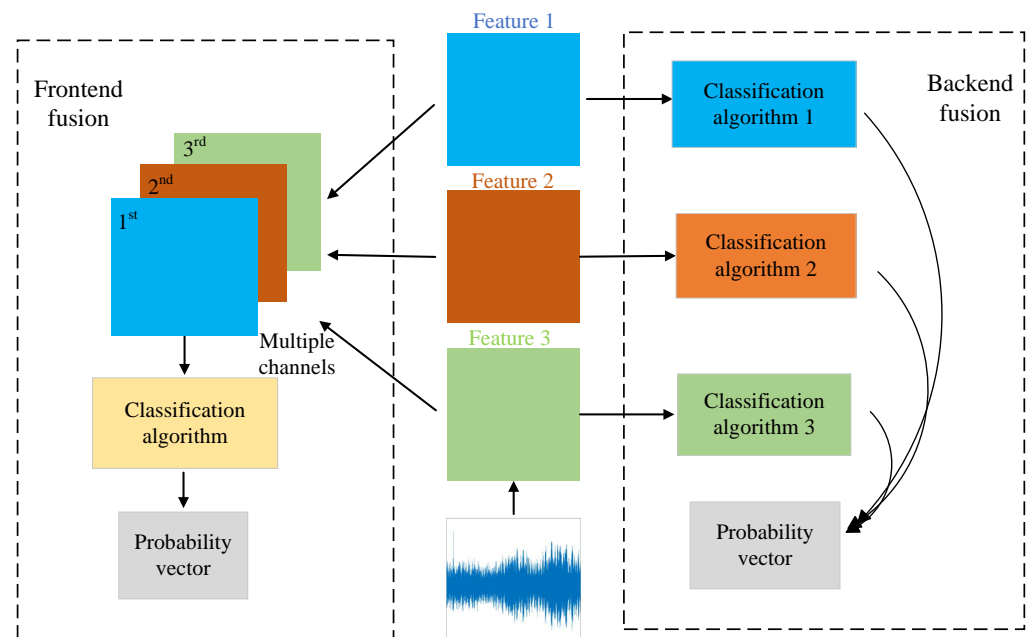 Frontend
fusion
3rd
2nd
1st
Multiple
channels
Classification
algorithm
Probability
vector
Feature 1
Feature 2
Feature 3
Backend
fusion
Classification
algorithm 1
Classification
algorithm 2
Classification
algorithm 3
Probability
vector